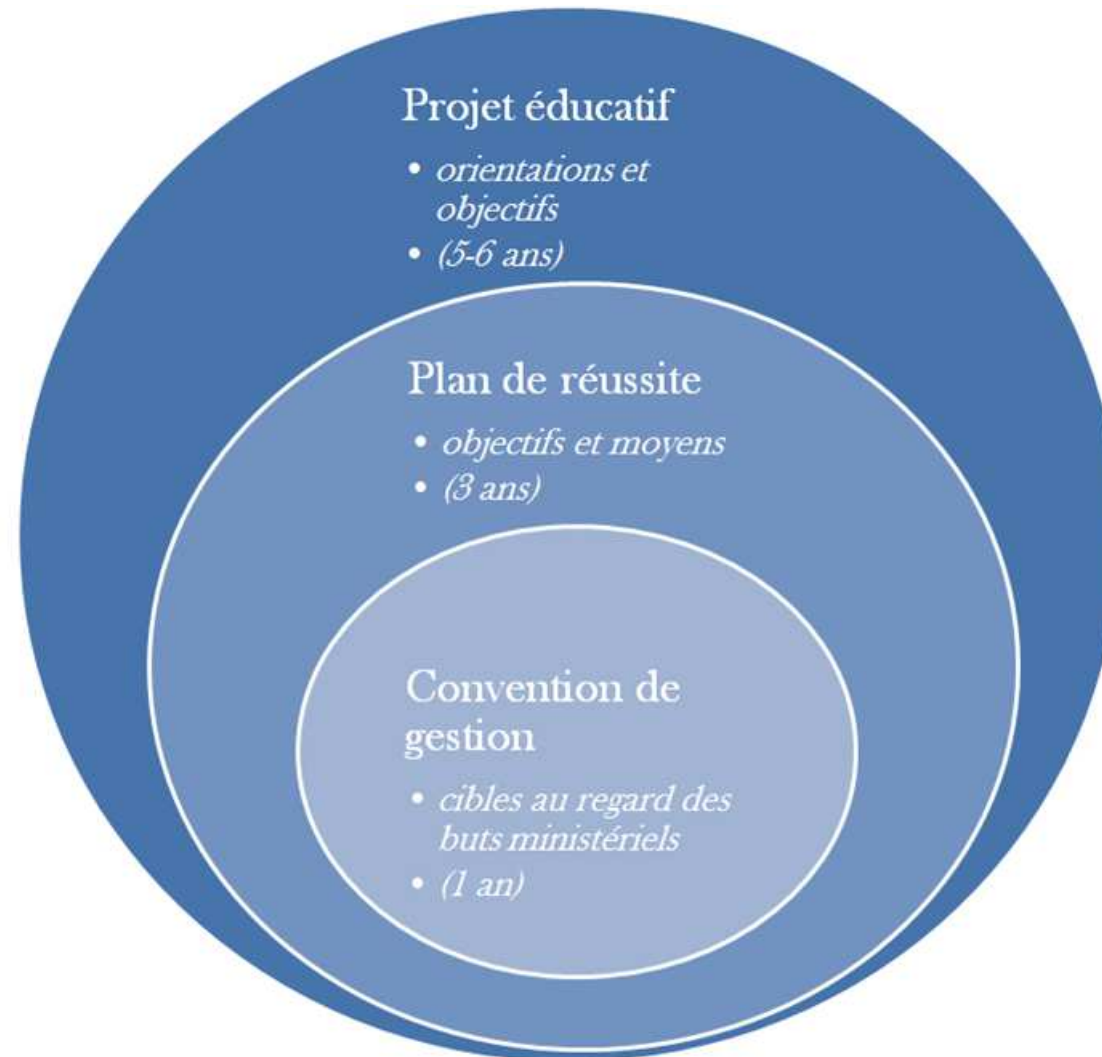 Projet éducatif
• orientations et
objectifs
• (5-6 ans)
Plan de réussite
• objectifs et moyens
• (3 ans)
Convention de
gestion
• cibles au regard des
buts ministériels
• (1 an)